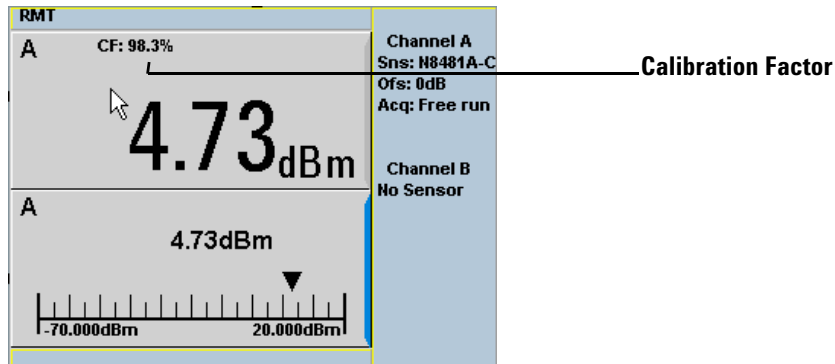 RMT
A
CF: 98.3%
4.73dBm
A
4.73dBm
-70.000dBm
20.000dBm
Channel A
Sns: N8481A-C
Ofs: 0dB
Acq: Free run
Channel B
No Sensor
Calibration Factor